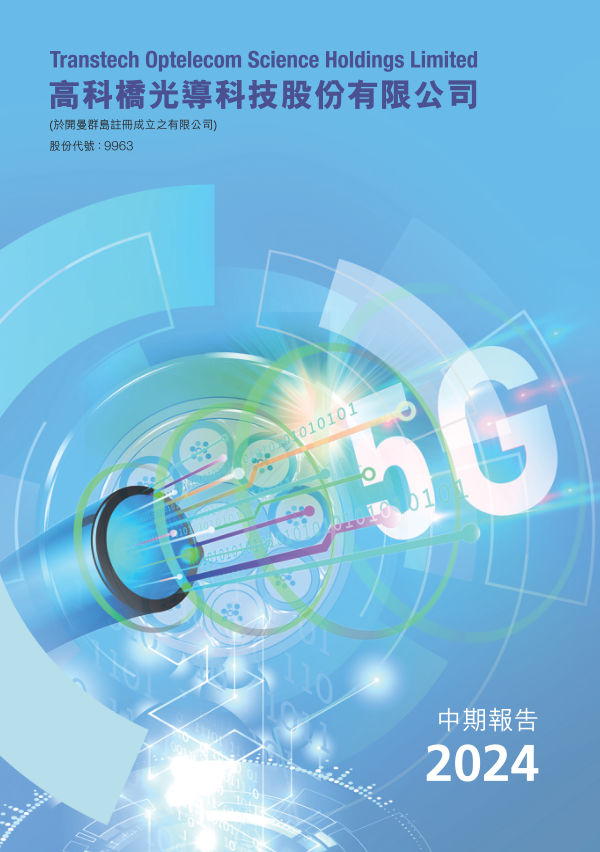 Transtech Optelecom Science Holdings Limited
高科橋光導科技股份有限公司
(於開曼群島註冊成立之有限公司)
股份代號：9963
5G
中期報告
2024